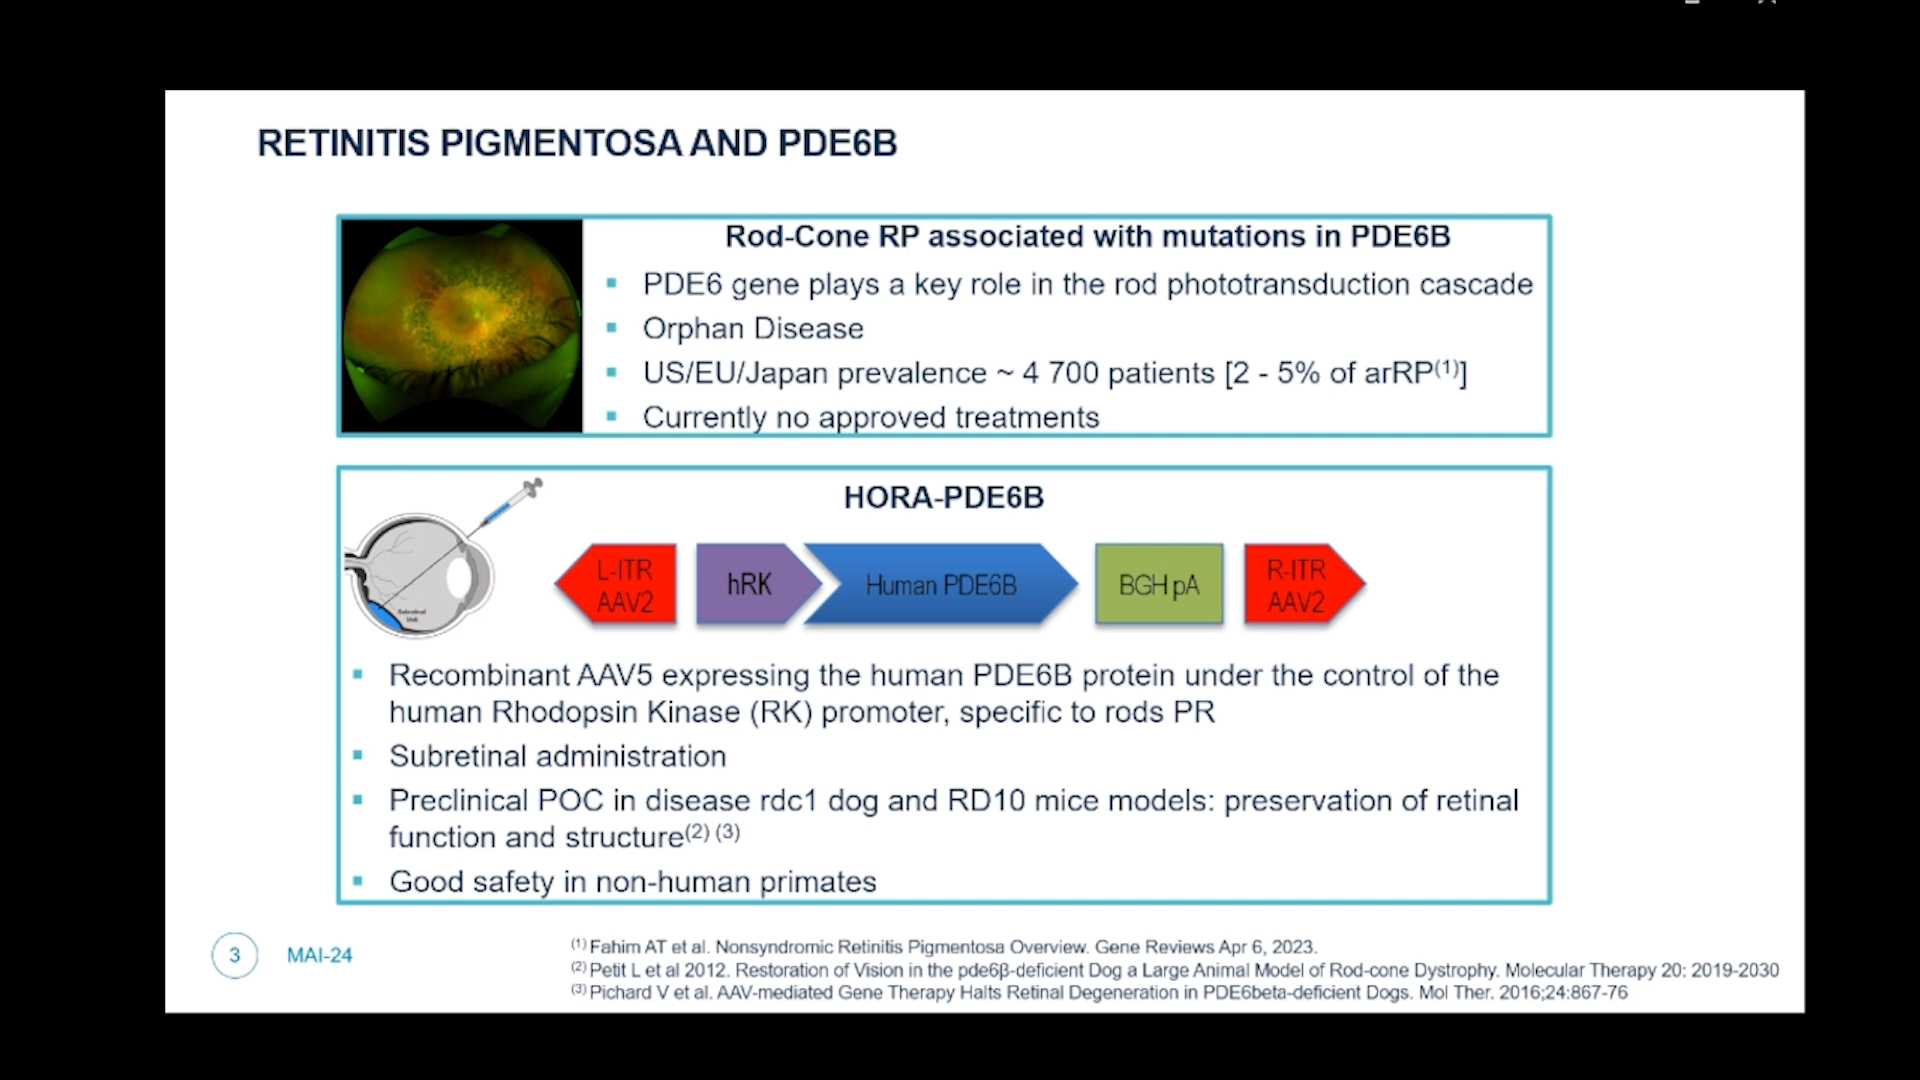 RETINITIS PIGMENTOSA AND PDE6B
Rod-Cone RP associated with mutations in PDE6B
PDE6 gene plays a key role in the rod phototransduction cascade
Orphan Disease
US/EU/Japan prevalence ~ 4 700 patients [2 - 5% of arRP(1)]
Currently no approved treatments
HORA-PDE6B
L-ITR
AAV2
hRK
Human PDE6B
BGH pA
R-ITR
AAV2
Subretinal
Recombinant AAV5 expressing the human PDE6B protein under the control of the
human Rhodopsin Kinase (RK) promoter, specific to rods PR
Subretinal administration
Preclinical POC in disease rdc1 dog and RD10 mice models: preservation of retinal
function and structure(2) (3)
Good safety in non-human primates
3
MAI-24
(1) Fahim AT et al. Nonsyndromic Retinitis Pigmentosa Overview. Gene Reviews Apr 6, 2023.
(2) Petit L et al 2012. Restoration of Vision in the pde6β-deficient Dog a Large Animal Model of Rod-cone Dystrophy. Molecular Therapy 20: 2019-2030
(3) Pichard V et al. AAV-mediated Gene Therapy Halts Retinal Degeneration in PDE6beta-deficient Dogs. Mol Ther. 2016;24:867-76